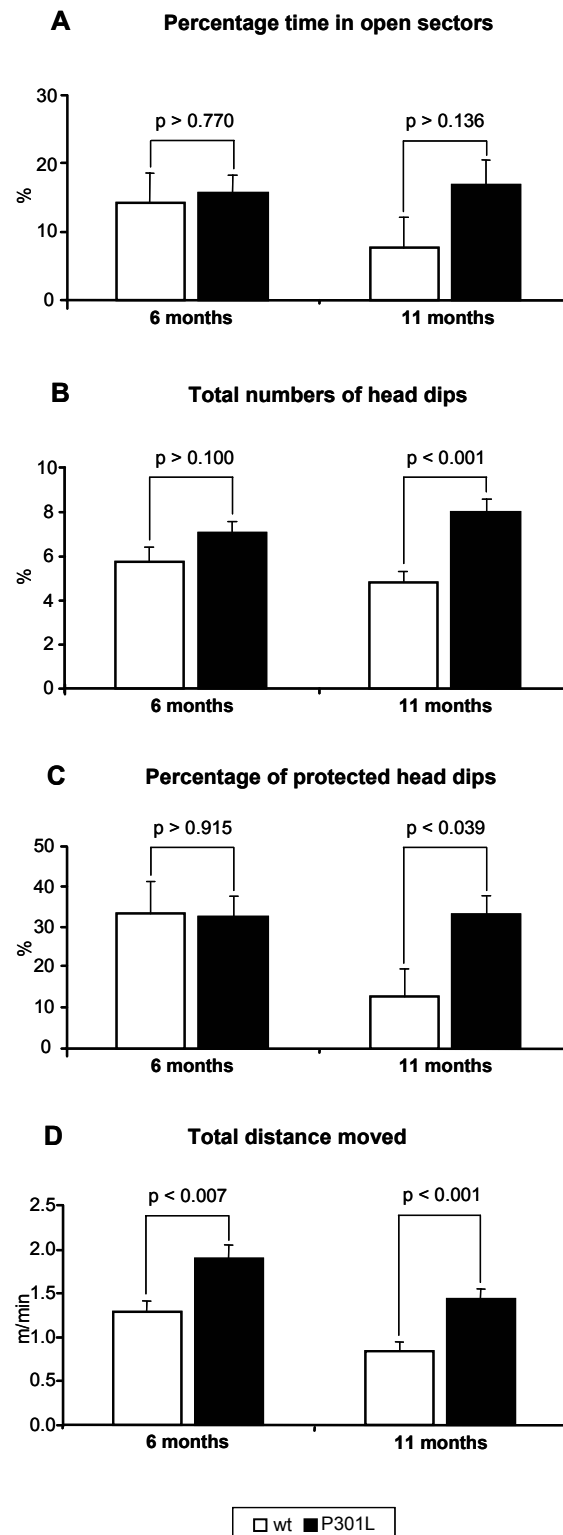 A Percentage time in open sectors
30
p > 0.770 p > 0.136
20
%
10
0
6 months 11 months
B Total numbers of head dips
10
p > 0.100 p < 0.001
8
6
%
4
2
0
6 months 11 months
C Percentage of protected head dips
50
p > 0.915 p < 0.039
40
30
%
20
10
0
6 months 11 months
D Total distance moved
2.5
p < 0.007 p < 0.001
2.0
1.5
m/min
1.0
0.5
0.0
6 months 11 months
wt P301L